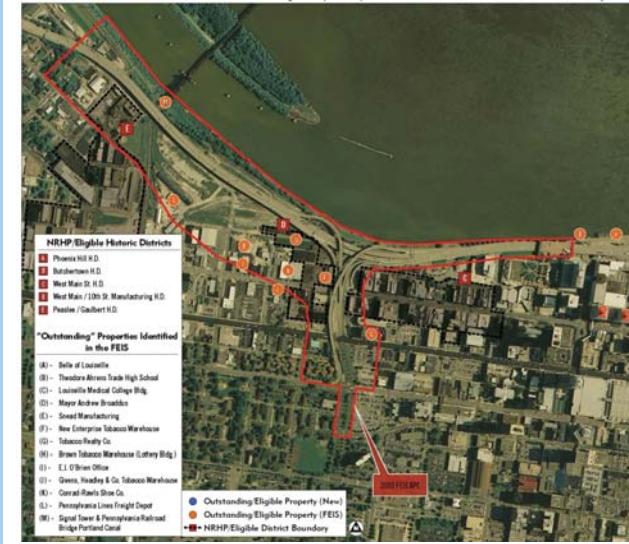 NRHP/Eligible Historic Districts
A Phoenix Hill H.D.
B Butchertown H.D.
C West Main St. H.D.
D West Main / 10th St. Manufacturing H.D.
E Peaslee / Gaulbert H.D.
"Outstanding" Properties Identified
in the FEIS
(A) - Belle of Louisville
(B) - Theodore Ahrens Trade High School
(C) - Louisville Medical College Bldg.
(D) - Mayor Andrew Broaddus
(E) - Snead Manufacturing
(F) - New Enterprise Tobacco Warehouse
(G) - Tobacco Realty Co.
(H) - Brown Tobacco Warehouse (Lottery Bldg.)
(I) - E.J. O'Brien Office
(J) - Givens, Headley & Co. Tobacco Warehouse
(K) - Conrad-Rawls Shoe Co.
(L) - Pennsylvania Lines Freight Depot
(M) - Signal Tower & Pennsylvania Railroad
Bridge Portland Canal
Outstanding/Eligible Property (New)
Outstanding/Eligible Property (FEIS)
NRHP/Eligible District Boundary
2003 FEIS APE
E
M
D
C